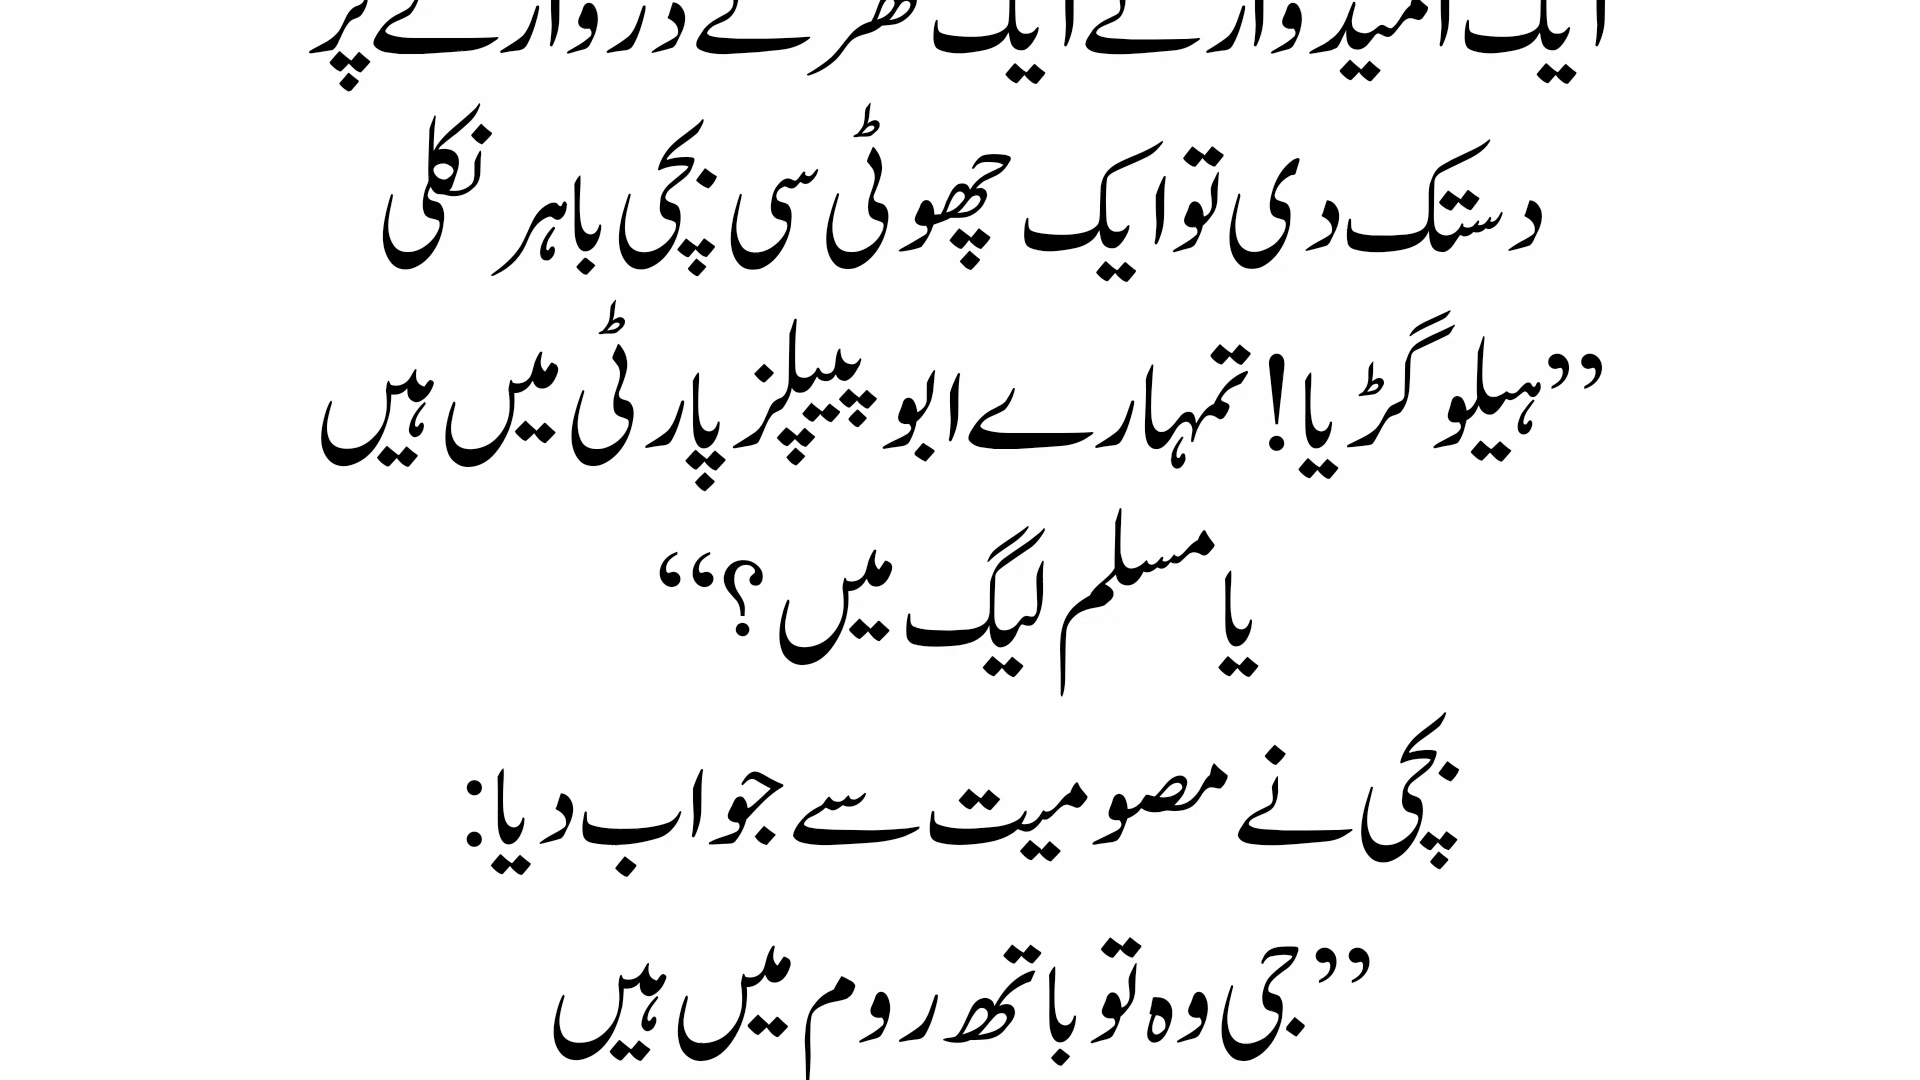 ایک امیدوار نے ایک گھر کے دروازے پر
دستک دی تو ایک چھوٹی سی بچی باہر نکلی
”ہیلو گڑیا! تمہارے ابو پیپلز پارٹی میں ہیں
یا مسلم لیگ میں؟“
بچی نے مصومیت سے جواب دیا:
”جی وہ تو باتھ روم میں ہیں